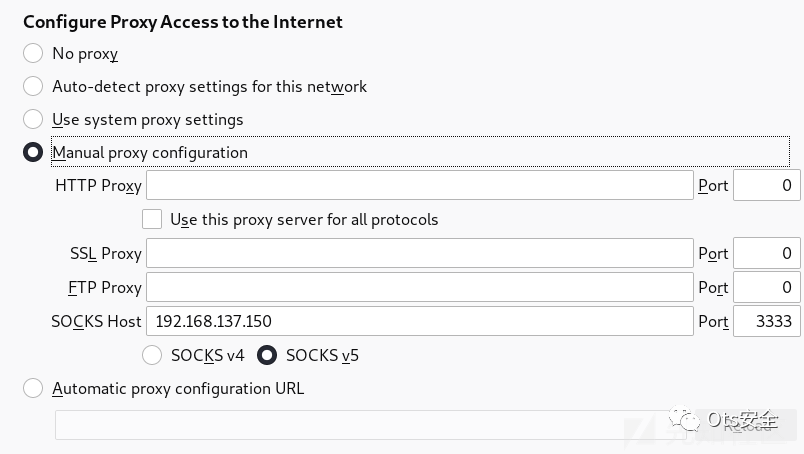 Configure Proxy Access to the Internet
No proxy
Auto-detect proxy settings for this network
Use system proxy settings
Manual proxy configuration
HTTP Proxy Port 0
Use this proxy server for all protocols
SSL Proxy Port 0
FTP Proxy Port 0
SOCKS Host 192.168.137.150 Port 3333
SOCKS v4 SOCKS v5
Automatic proxy configuration URL
Ots安全
Reload